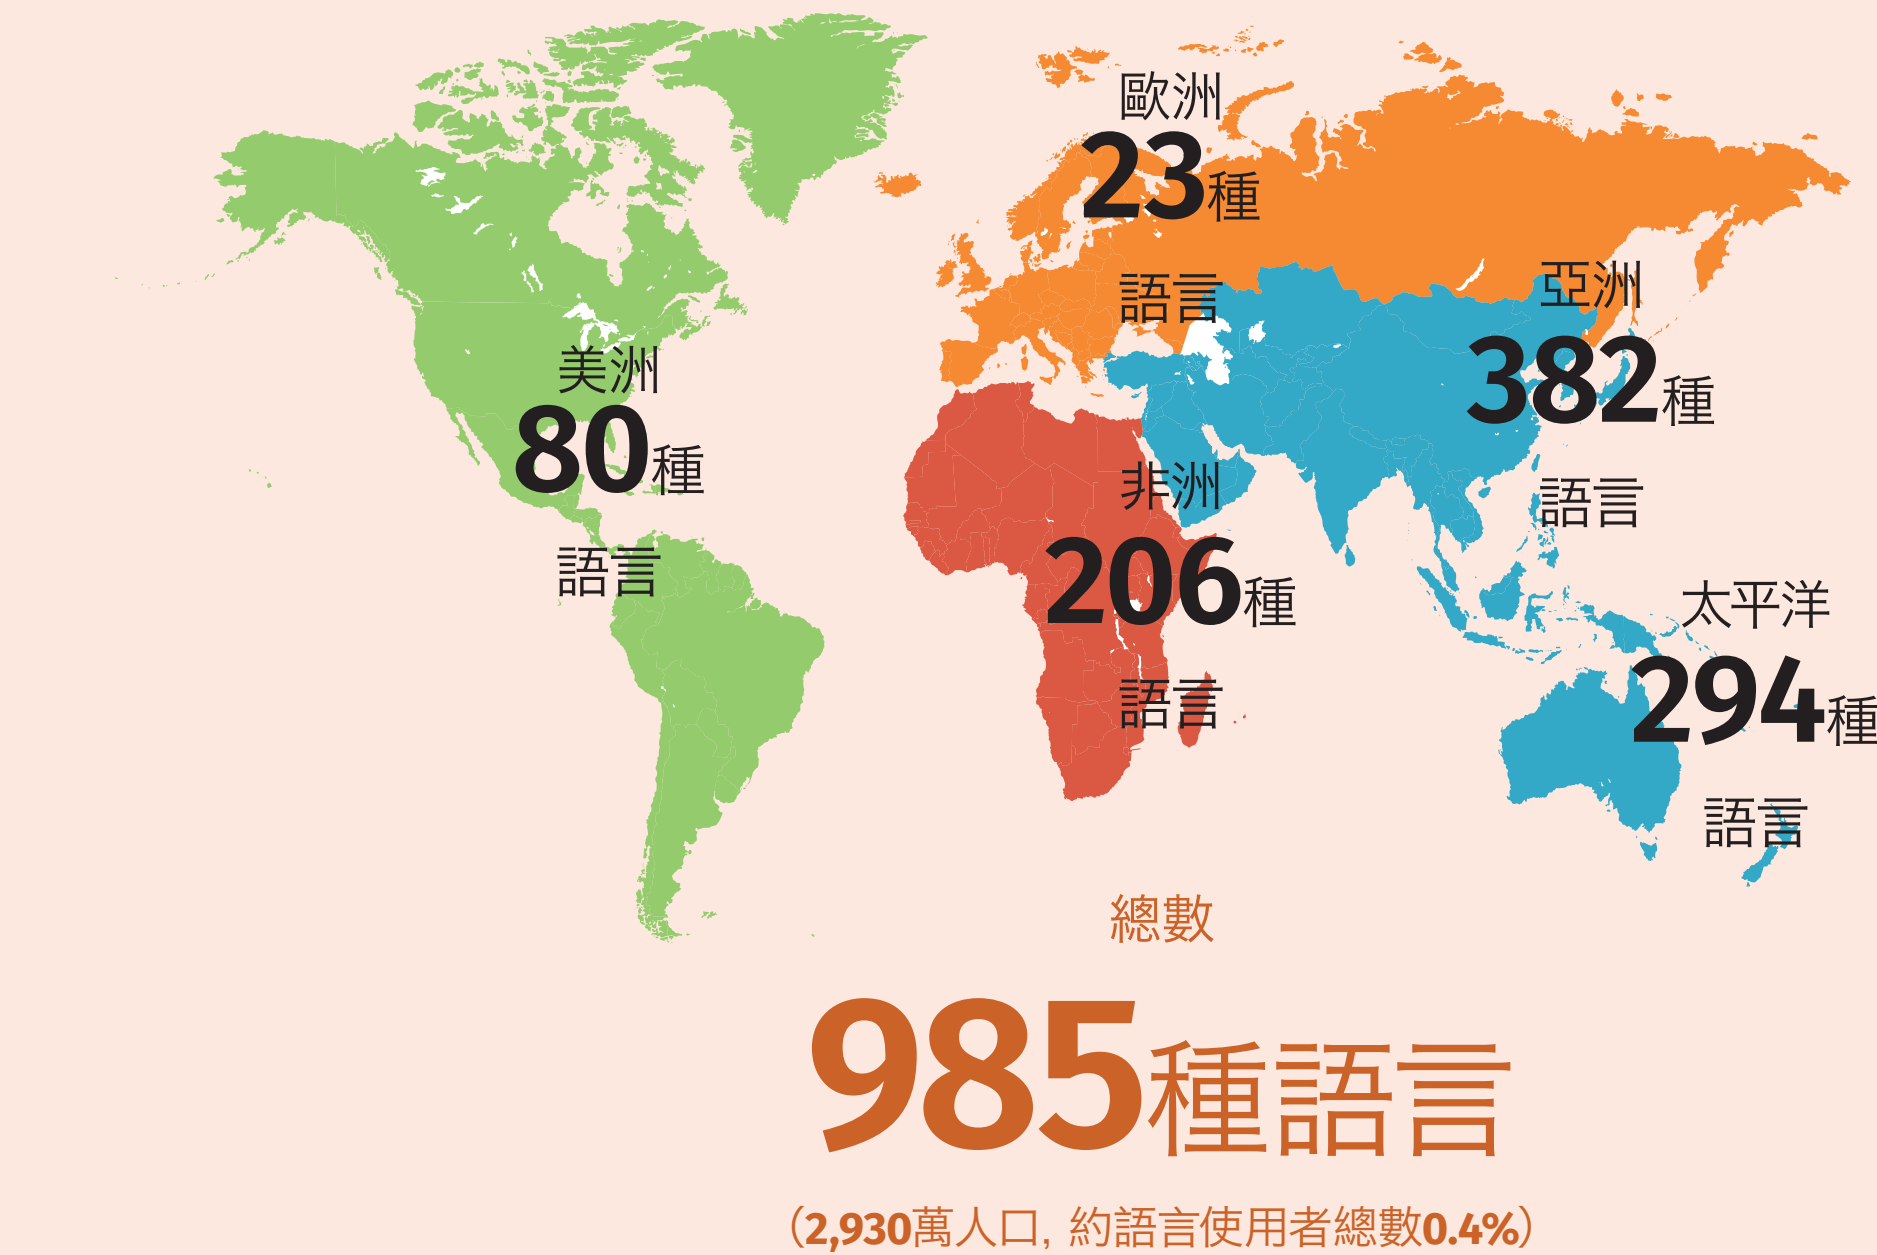 歐洲
23種
語言
亞洲
382種
語言
美洲
80種
語言
非洲
206種
語言
太平洋
294種
語言
總數
985種語言
（2,930萬人口, 約語言使用者總數0.4%）